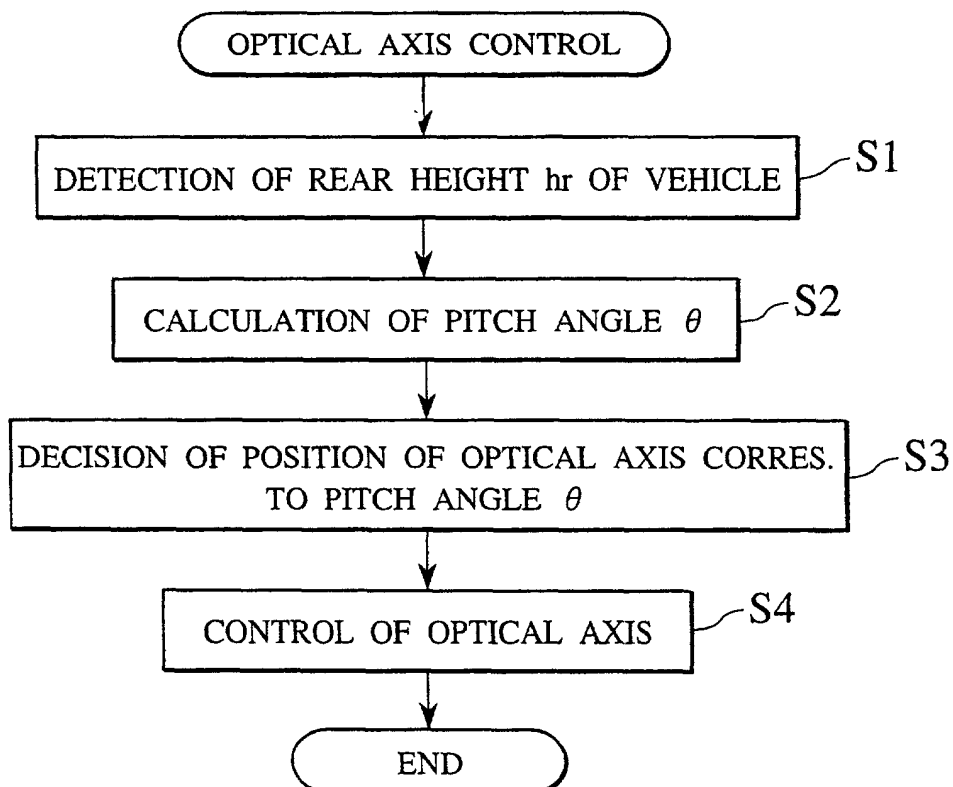 OPTICAL AXIS CONTROL
DETECTION OF REAR HEIGHT hr OF VEHICLE
S1
CALCULATION OF PITCH ANGLE θ
S2
DECISION OF POSITION OF OPTICAL AXIS CORRES.
TO PITCH ANGLE θ
S3
CONTROL OF OPTICAL AXIS
S4
END